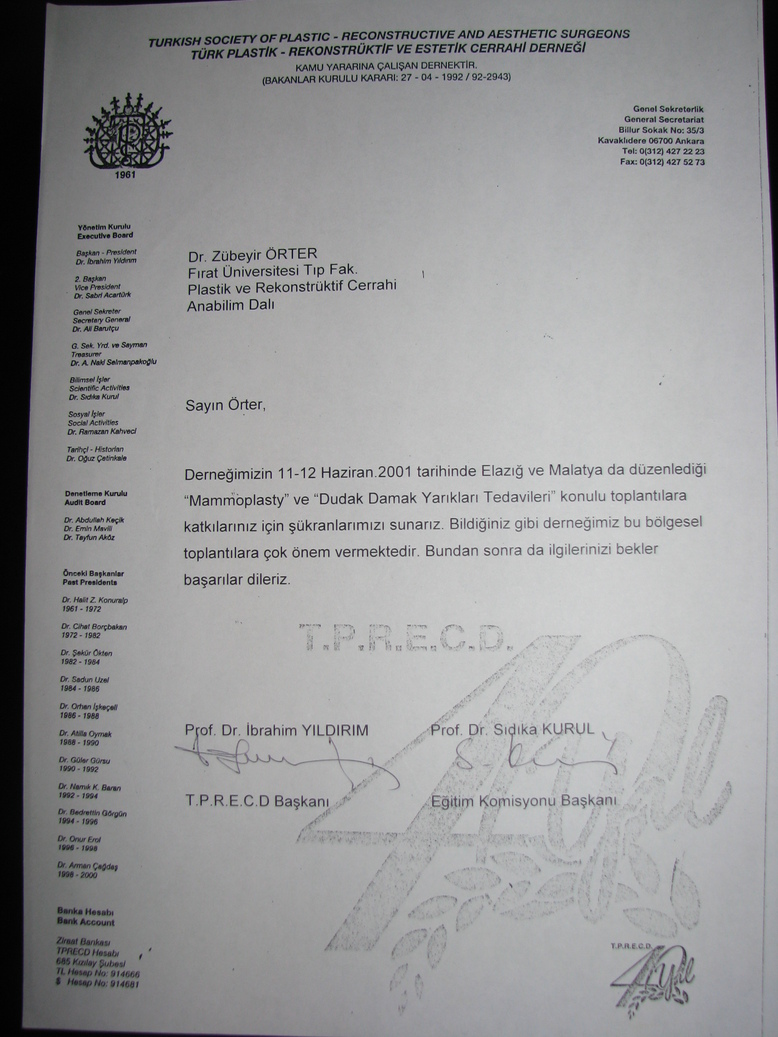 TURKISH SOCIETY OF PLASTIC - RECONSTRUCTIVE AND AESTHETIC SURGEONS
TÜRK PLASTİK - REKONSTRÜKTİF VE ESTETİK CERRAHİ DERNEĞİ
KAMU YARARINA ÇALIŞAN DERNEKTİR.
(BAKANLAR KURULU KARARI: 27 - 04 - 1992 / 92-2943)
1961
Genel Sekreterlik
General Secretariat
Billur Sokak No: 35/3
Kavaklıdere 06700 Ankara
Tel: 0(312) 427 22 23
Fax: 0(312) 427 52 73
Yönetim Kurulu
Executive Board
Başkan - President
Dr. İbrahim Yıldırım
2. Başkan
Vice President
Dr. Sabri Acartürk
Genel Sekreter
Secretary General
Dr. Ali Barutçu
G. Sek. Yrd. ve Sayman
Treasurer
Dr. A. Naki Selmanpakoğlu
Bilimsel İşler
Scientific Activities
Dr. Sıdıka Kurul
Sosyal İşler
Social Activities
Dr. Ramazan Kahveci
Tarihçi - Historian
Dr. Oğuz Çetinkale
Denetleme Kurulu
Audit Board
Dr. Abdullah Keçik
Dr. Emin Mavili
Dr. Tayfun Aköz
Önceki Başkanlar
Past Presidents
Dr. Halit Z. Konuralp
1961 - 1972
Dr. Cihat Borçbakan
1972 - 1982
Dr. Şükür Ökten
1982 - 1984
Dr. Sadun Uzel
1984 - 1986
Dr. Orhan İşkeçeli
1986 - 1988
Dr. Atilla Oymak
1988 - 1990
Dr. Güler Gürsu
1990 - 1992
Dr. Namık K. Baran
1992 - 1994
Dr. Bedrettin Görgün
1994 - 1996
Dr. Onur Erol
1996 - 1998
Dr. Arman Çağdaş
1998 - 2000
Banka Hesabı
Bank Account
Ziraat Bankası
TPRECD Hesabı
685 Kızılay Şubesi
TL Hesap No: 914666
$ Hesap No: 914681
Dr. Zübeyir ÖRTER
Fırat Üniversitesi Tıp Fak.
Plastik ve Rekonstrüktif Cerrahi
Anabilim Dalı
Sayın Örter,
Derneğimizin 11-12 Haziran.2001 tarihinde Elazığ ve Malatya da düzenlediği
“Mammoplasty” ve “Dudak Damak Yarıkları Tedavileri” konulu toplantılara
katkılarınız için şükranlarımızı sunarız. Bildiğiniz gibi derneğimiz bu bölgesel
toplantılara çok önem vermektedir. Bundan sonra da ilgilerinizi bekler
başarılar dileriz.
T.P.R.E.C.D.
40 Yıl
Prof. Dr. İbrahim YILDIRIM
Prof. Dr. Sıdıka KURUL
T.P.R.E.C.D Başkanı
Eğitim Komisyonu Başkanı
T.P.R.E.C.D.
40 Yıl